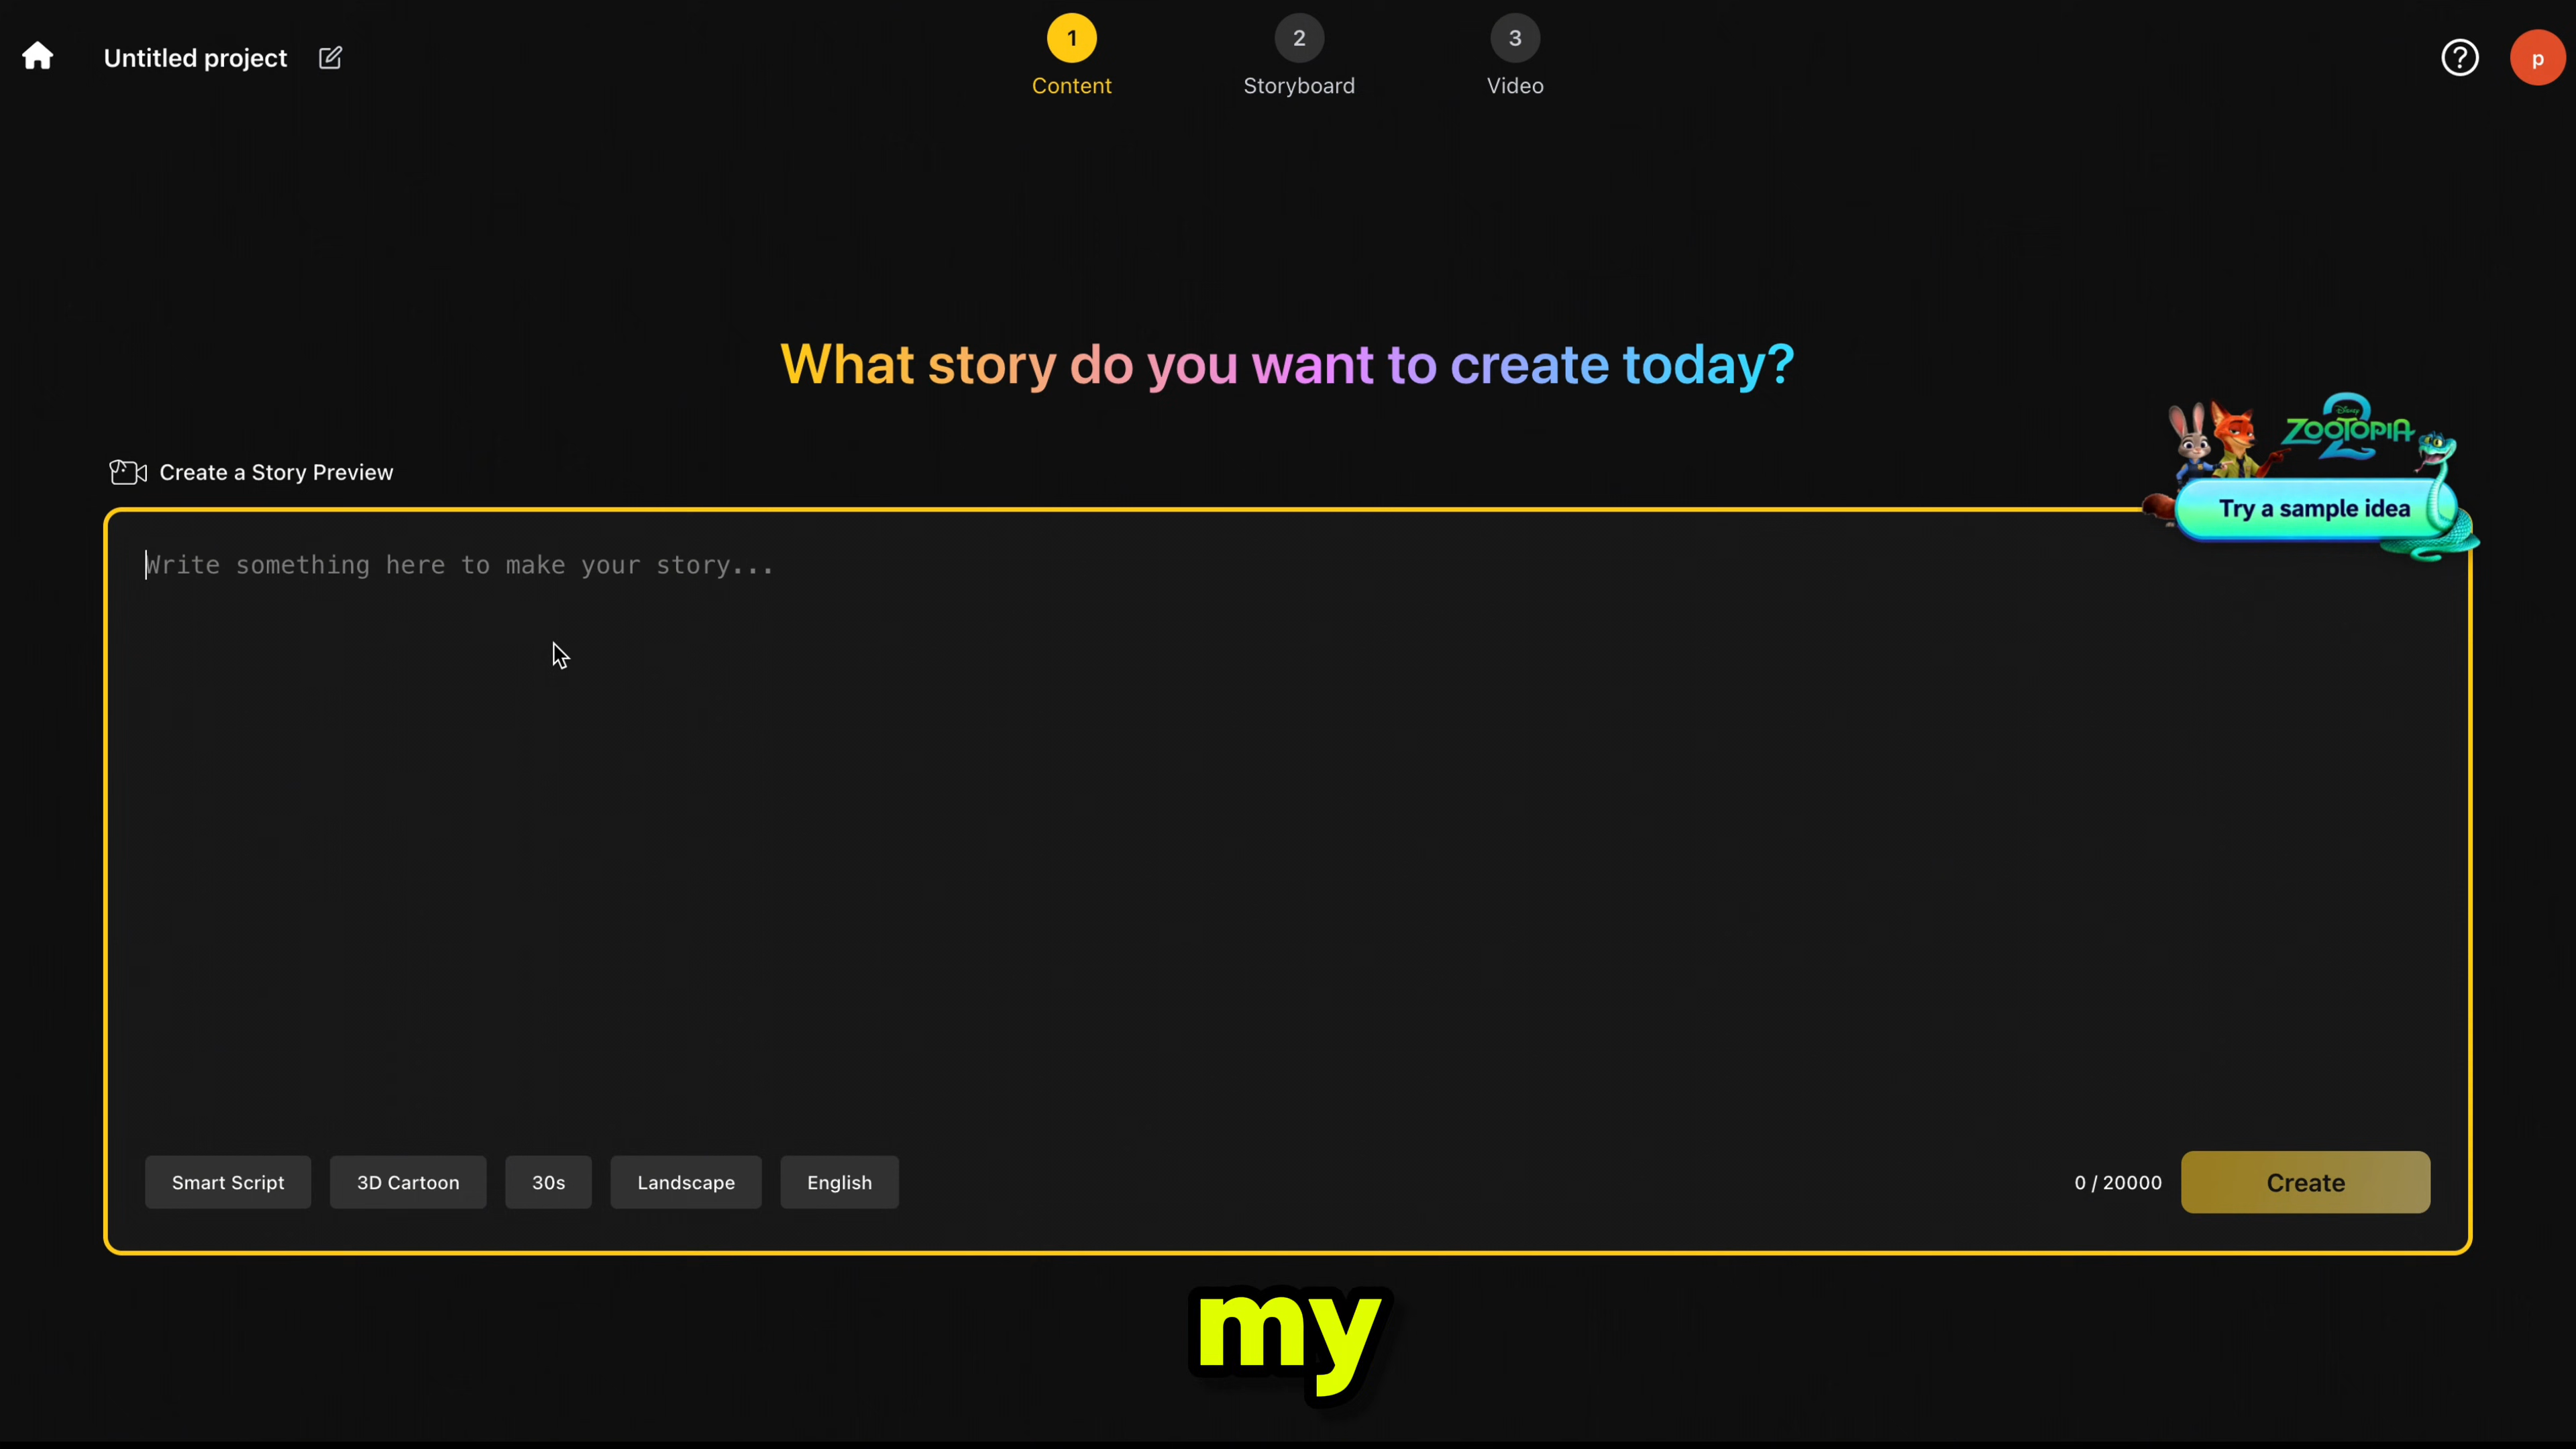 Untitled project
1
Content
2
Storyboard
3
Video
?
p
What story do you want to create today?
Create a Story Preview
Disney
ZOOTOPIA
2
Try a sample idea
Write something here to make your story...
Smart Script
3D Cartoon
30s
Landscape
English
0 / 20000
Create
my